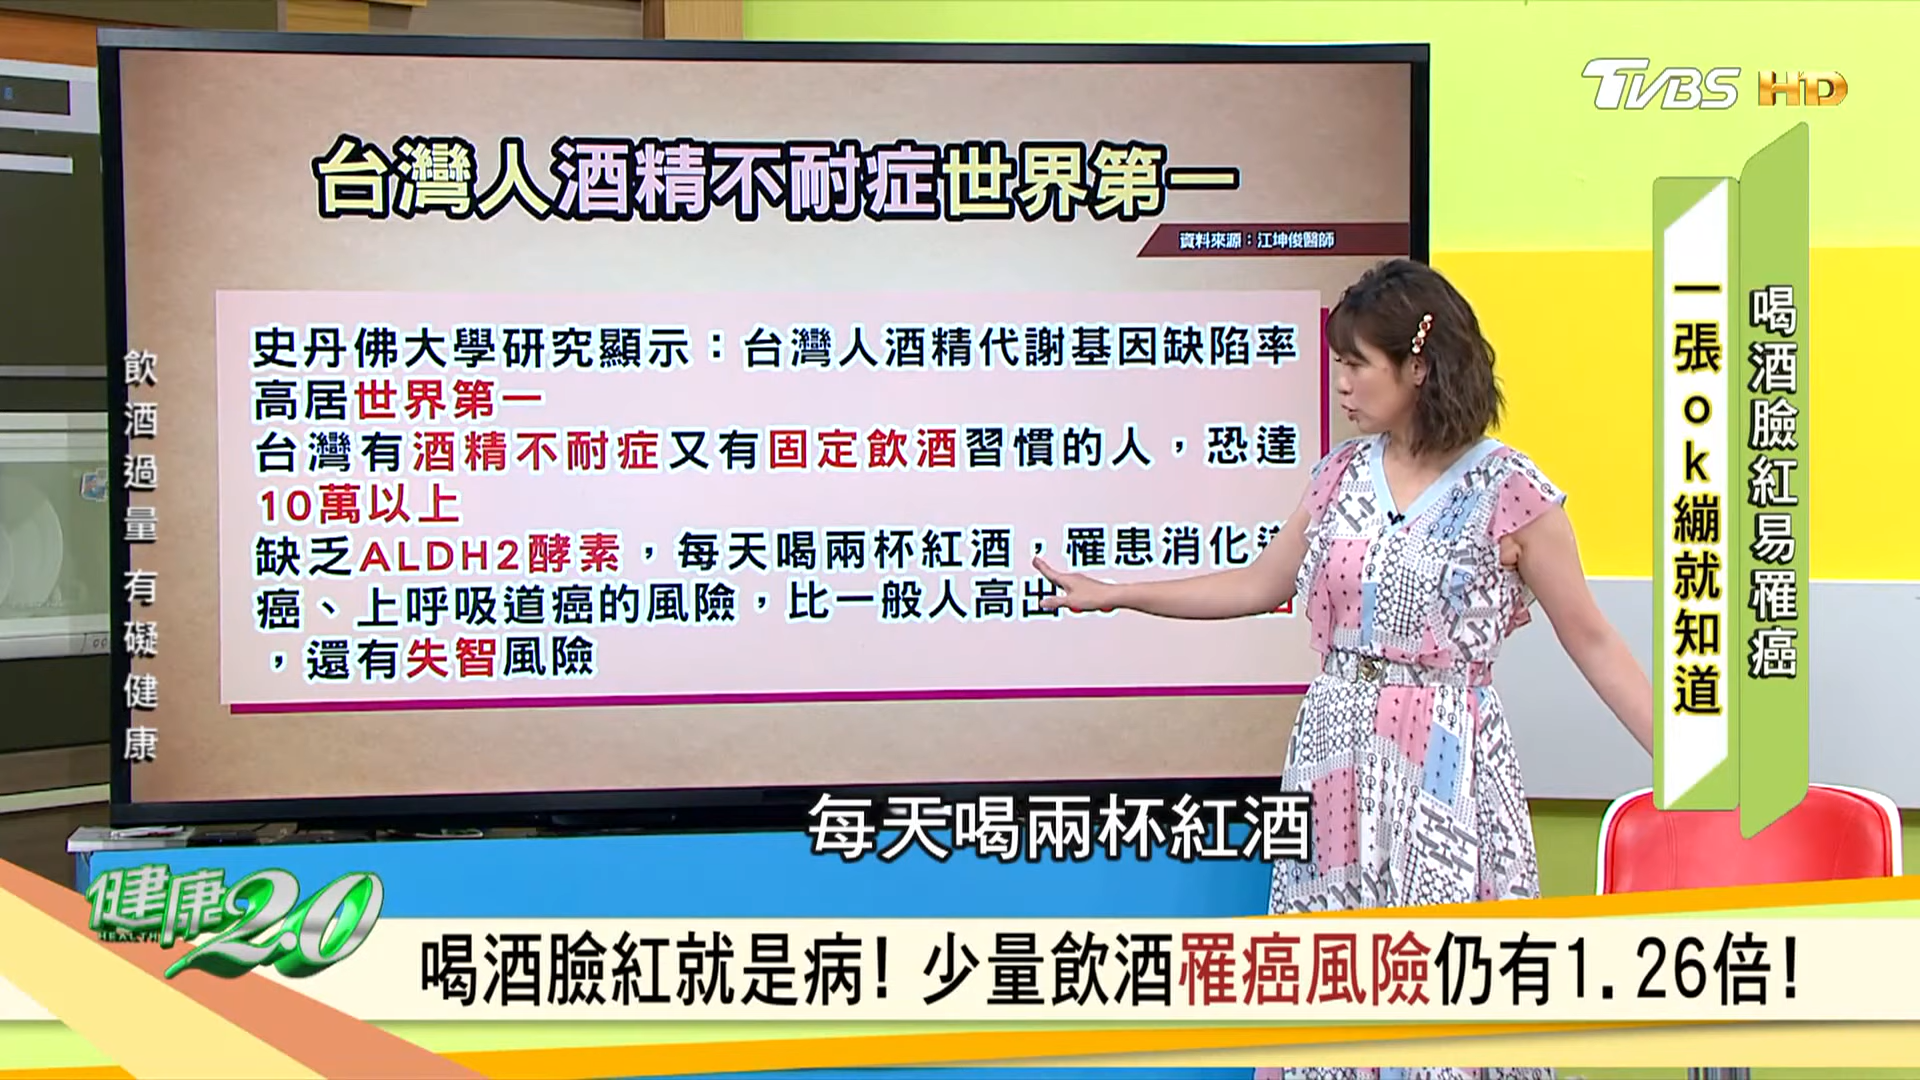 TVBS HD
台灣人酒精不耐症世界第一
資料來源：江坤俊醫師
史丹佛大學研究顯示：台灣人酒精代謝基因缺陷率
高居世界第一
台灣有酒精不耐症又有固定飲酒習慣的人，恐達
10萬以上
缺乏ALDH2酵素，每天喝兩杯紅酒，罹患消化
癌、上呼吸道癌的風險，比一般人高出
，還有失智風險
飲酒過量 有礙健康
喝酒臉紅易罹癌
一張ok繃就知道
每天喝兩杯紅酒
健康2.0
HEALTH
喝酒臉紅就是病！少量飲酒罹癌風險仍有1.26倍！